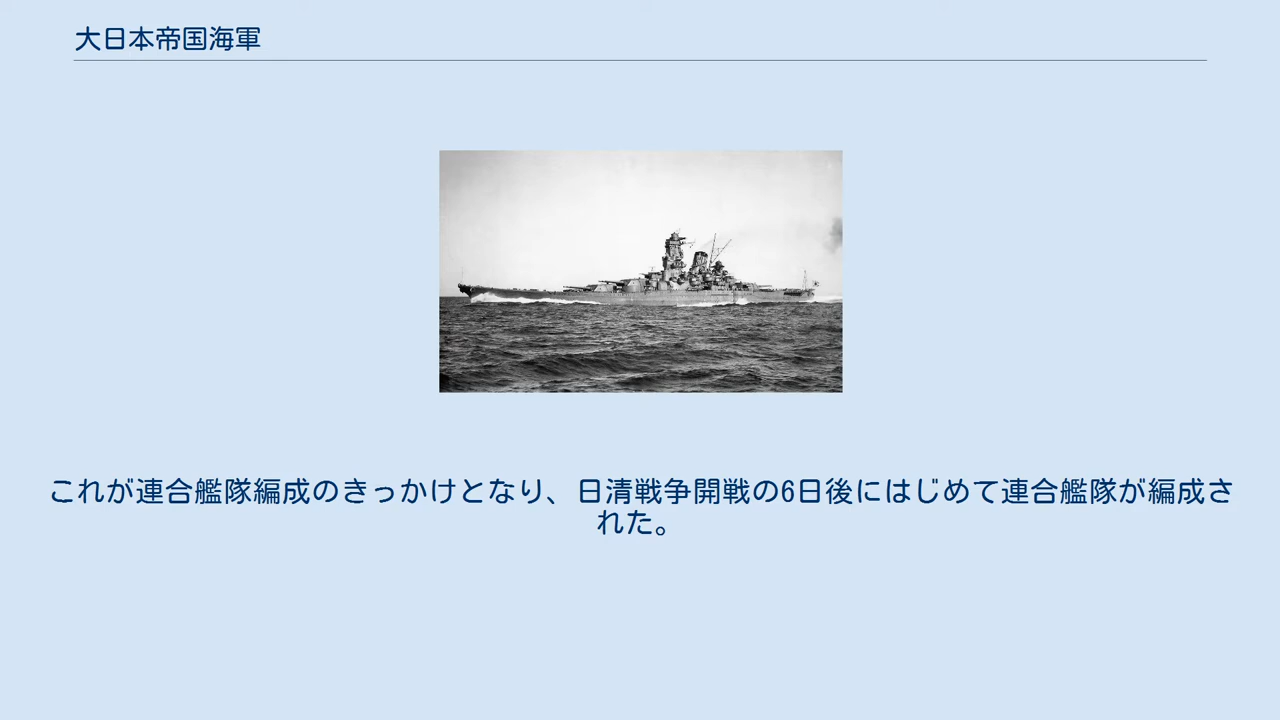 大日本帝国海軍
これが連合艦隊編成のきっかけとなり、日清戦争開戦の6日後にはじめて連合艦隊が編成さ
れた。